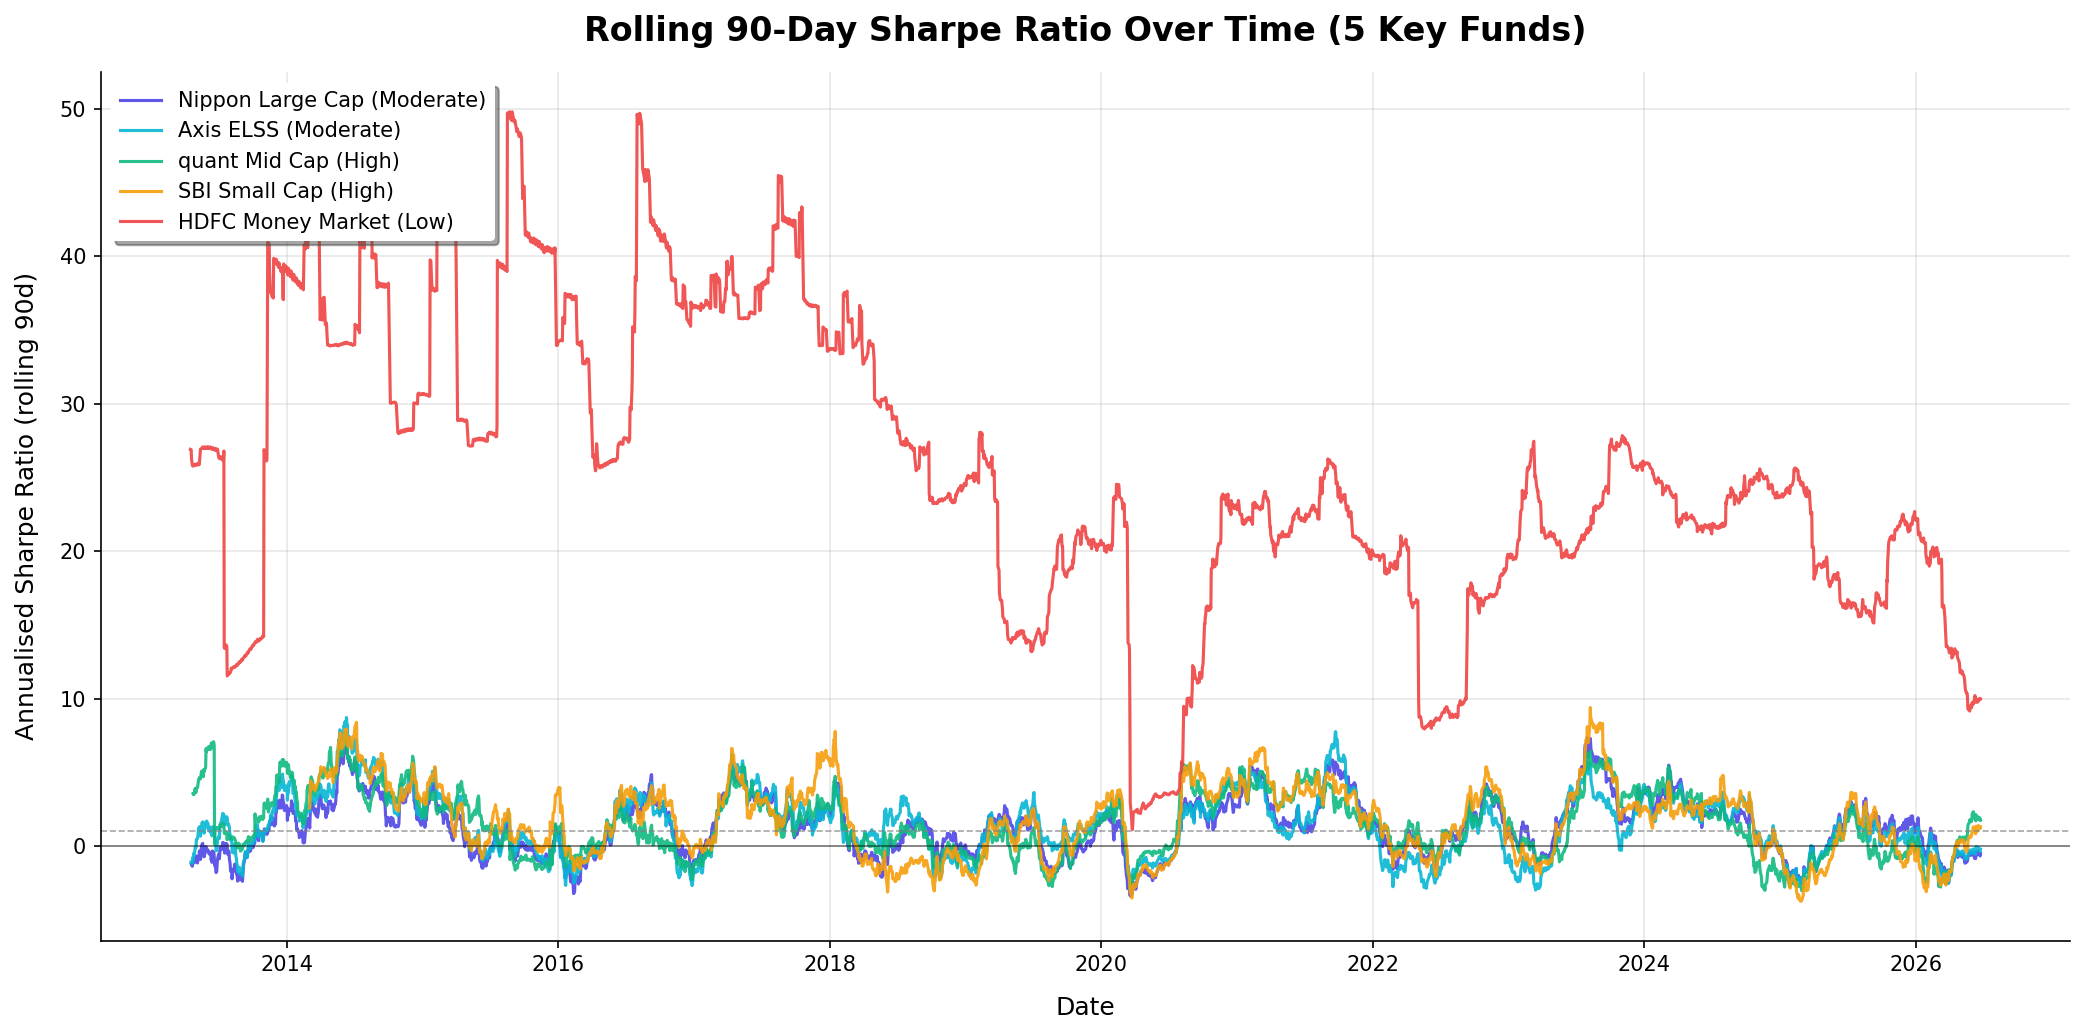 Rolling 90-Day Sharpe Ratio Over Time (5 Key Funds)
Nippon Large Cap (Moderate)
Axis ELSS (Moderate)
quant Mid Cap (High)
SBI Small Cap (High)
HDFC Money Market (Low)
50
40
30
20
10
0
Annualised Sharpe Ratio (rolling 90d)
2014 2016 2018 2020 2022 2024 2026
Date